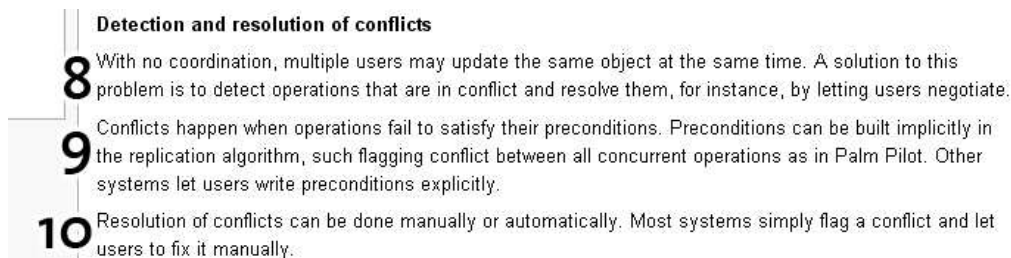 Detection and resolution of conflicts
8 With no coordination, multiple users may update the same object at the same time. A solution to this
problem is to detect operations that are in conflict and resolve them, for instance, by letting users negotiate.
9 Conflicts happen when operations fail to satisfy their preconditions. Preconditions can be built implicitly in
the replication algorithm, such flagging conflict between all concurrent operations as in Palm Pilot. Other
systems let users write preconditions explicitly.
10 Resolution of conflicts can be done manually or automatically. Most systems simply flag a conflict and let
users to fix it manually.